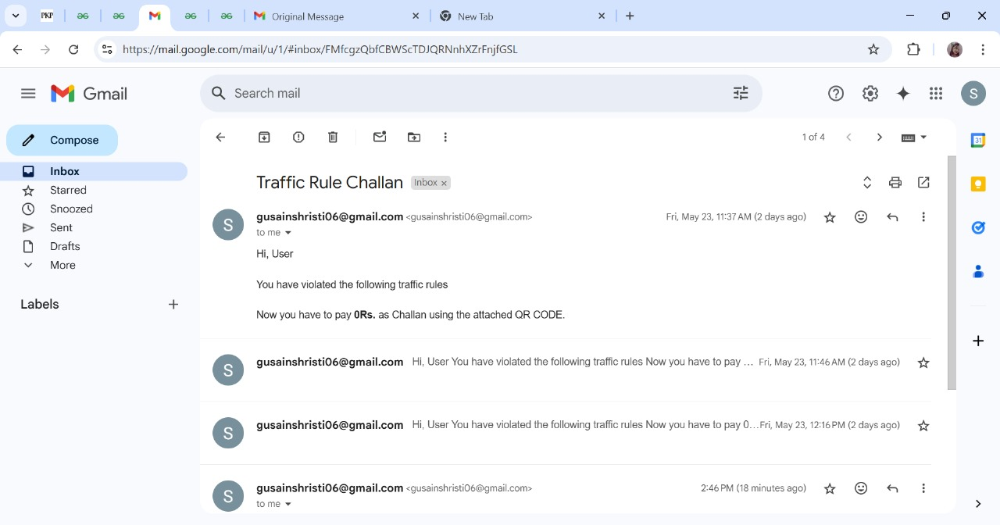 PKP
Original Message
New Tab
https://mail.google.com/mail/u/1/#inbox/FMfcgzQbfCBWScTDJQRNnhXZrFnjfGSL
Gmail
Search mail
S
Compose
1 of 4
31
Inbox
Starred
Snoozed
Sent
Drafts
More
Labels
Traffic Rule Challan Inbox ×
S
gusainshristi06@gmail.com <gusainshristi06@gmail.com>
Fri, May 23, 11:37 AM (2 days ago)
to me
Hi, User
You have violated the following traffic rules
Now you have to pay 0Rs. as Challan using the attached QR CODE.
S
gusainshristi06@gmail.com Hi, User You have violated the following traffic rules Now you have to pay ... Fri, May 23, 11:46 AM (2 days ago)
S
gusainshristi06@gmail.com Hi, User You have violated the following traffic rules Now you have to pay 0... Fri, May 23, 12:16 PM (2 days ago)
S
gusainshristi06@gmail.com <gusainshristi06@gmail.com>
2:46 PM (18 minutes ago)
to me